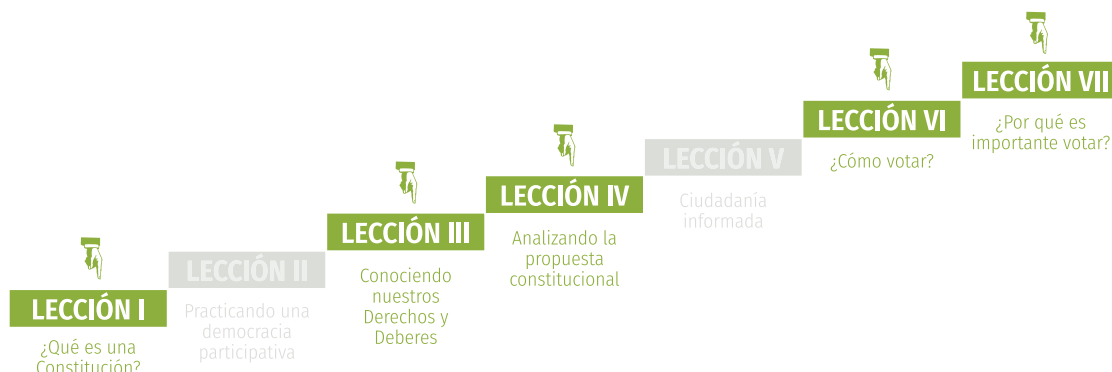 LECCIÓN I
¿Qué es una
Constitución?
LECCIÓN II
Practicando una
democracia
participativa
LECCIÓN III
Conociendo
nuestros
Derechos y
Deberes
LECCIÓN IV
Analizando la
propuesta
constitucional
LECCIÓN V
Ciudadanía
informada
LECCIÓN VI
¿Cómo votar?
LECCIÓN VII
¿Por qué es
importante votar?